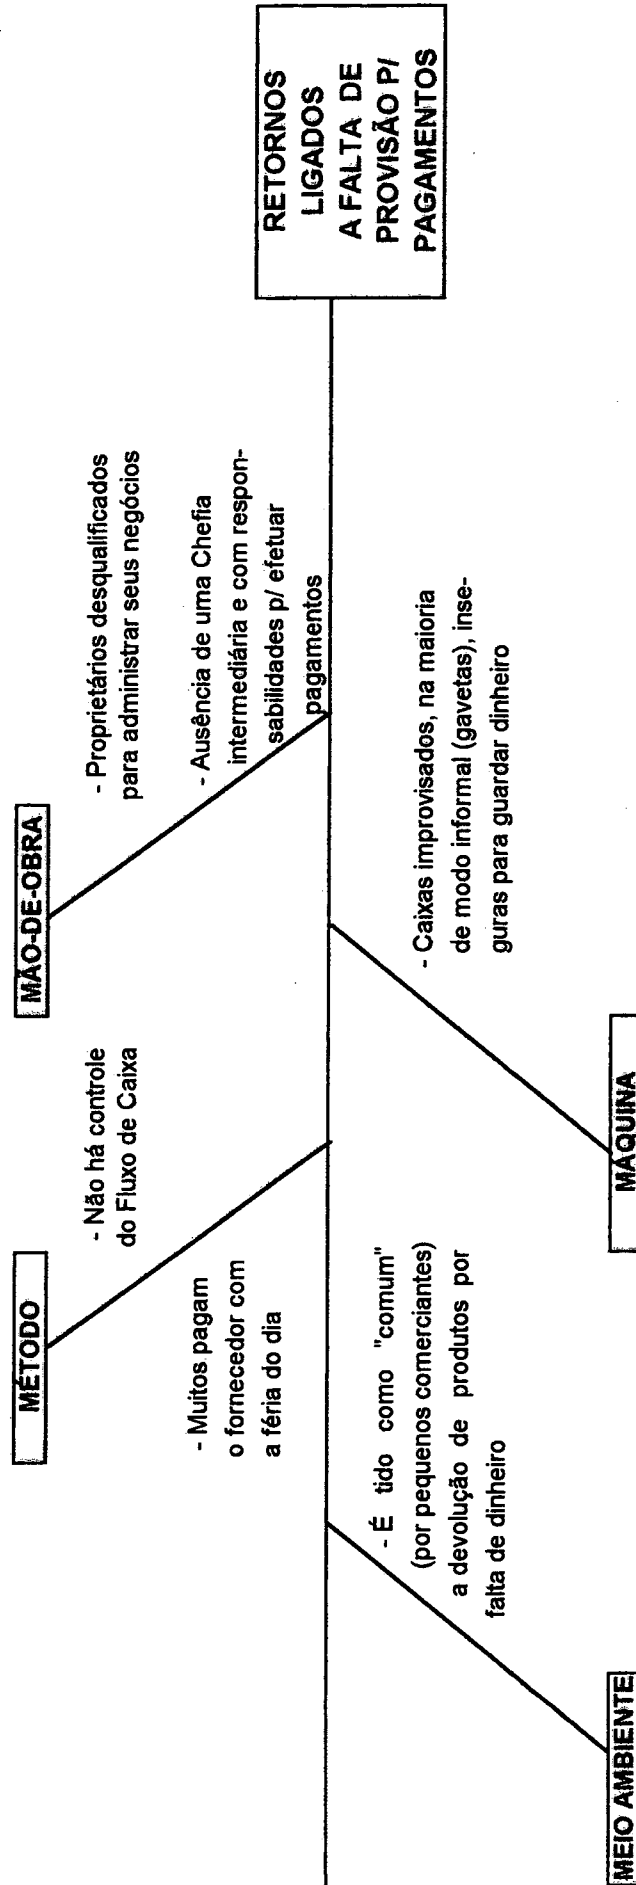 MÉTODO
- Não há controle
do Fluxo de Caixa
- Muitos pagam
o fornecedor com
a féria do dia
MÃO-DE-OBRA
- Proprietários desqualificados
para administrar seus negócios
- Ausência de uma Chefia
intermediária e com respon-
sabilidades p/ efetuar
pagamentos
RETORNOS
LIGADOS
A FALTA DE
PROVISÃO P/
PAGAMENTOS
- É tido como "comum"
(por pequenos comerciantes)
a devolução de produtos por
falta de dinheiro
MEIO AMBIENTE
- Caixas improvisados, na maioria
de modo informal (gavetas), inse-
guras para guardar dinheiro
MÁQUINA